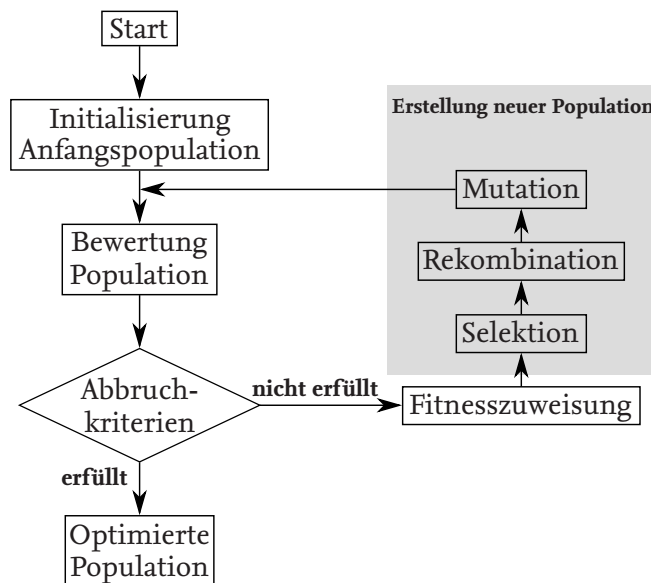 Start
Initialisierung
Anfangspopulation
Bewertung
Population
Abbruch-
kriterien
nicht erfüllt
erfüllt
Optimierte
Population
Fitnesszuweisung
Selektion
Rekombination
Mutation
Erstellung neuer Population